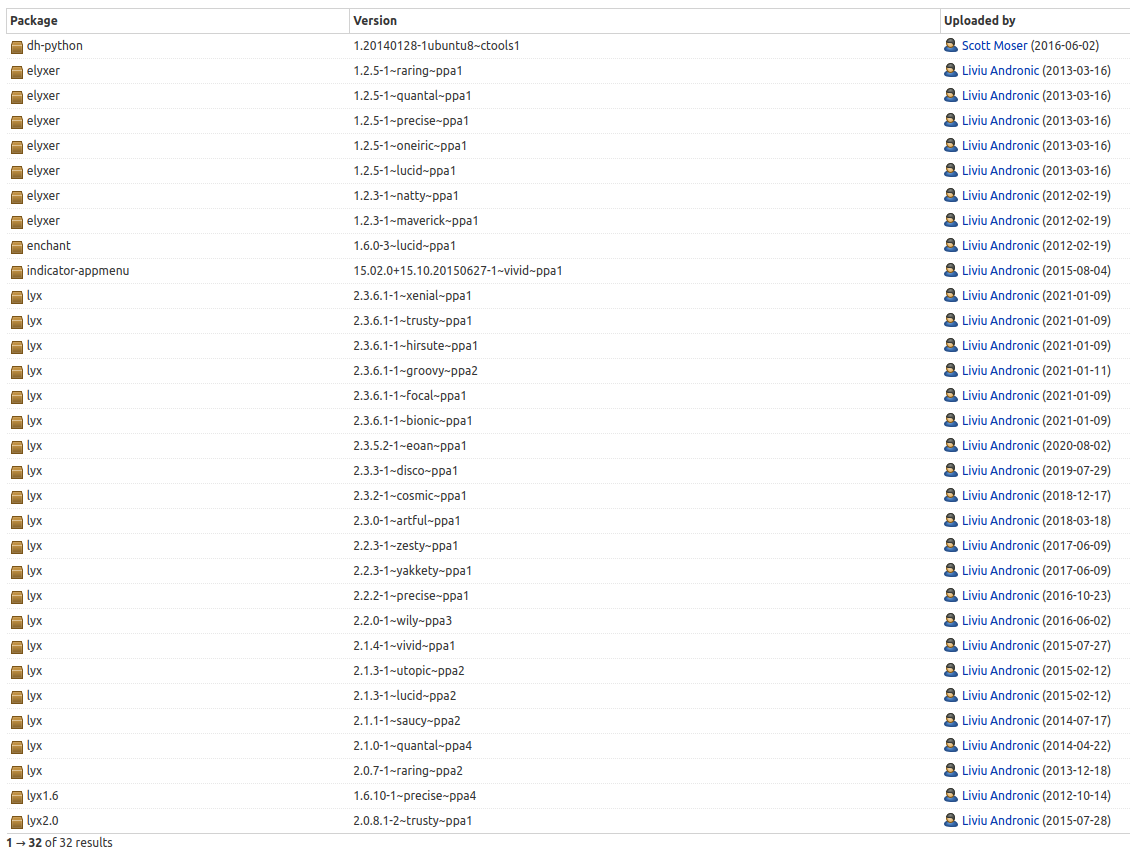 Package Version Uploaded by
dh-python 1.20140128-1ubuntu8~ctools1 Scott Moser (2016-06-02)
elyxer 1.2.5-1~raring~ppa1 Liviu Andronic (2013-03-16)
elyxer 1.2.5-1~quantal~ppa1 Liviu Andronic (2013-03-16)
elyxer 1.2.5-1~precise~ppa1 Liviu Andronic (2013-03-16)
elyxer 1.2.5-1~oneiric~ppa1 Liviu Andronic (2013-03-16)
elyxer 1.2.5-1~lucid~ppa1 Liviu Andronic (2013-03-16)
elyxer 1.2.3-1~natty~ppa1 Liviu Andronic (2012-02-19)
elyxer 1.2.3-1~maverick~ppa1 Liviu Andronic (2012-02-19)
enchant 1.6.0-3~lucid~ppa1 Liviu Andronic (2012-02-19)
indicator-appmenu 15.02.0+15.10.20150627-1~vivid~ppa1 Liviu Andronic (2015-08-04)
lyx 2.3.6.1-1~xenial~ppa1 Liviu Andronic (2021-01-09)
lyx 2.3.6.1-1~trusty~ppa1 Liviu Andronic (2021-01-09)
lyx 2.3.6.1-1~hirsute~ppa1 Liviu Andronic (2021-01-09)
lyx 2.3.6.1-1~groovy~ppa2 Liviu Andronic (2021-01-11)
lyx 2.3.6.1-1~focal~ppa1 Liviu Andronic (2021-01-09)
lyx 2.3.6.1-1~bionic~ppa1 Liviu Andronic (2021-01-09)
lyx 2.3.5.2-1~eoan~ppa1 Liviu Andronic (2020-08-02)
lyx 2.3.3-1~disco~ppa1 Liviu Andronic (2019-07-29)
lyx 2.3.2-1~cosmic~ppa1 Liviu Andronic (2018-12-17)
lyx 2.3.0-1~artful~ppa1 Liviu Andronic (2018-03-18)
lyx 2.2.3-1~zesty~ppa1 Liviu Andronic (2017-06-09)
lyx 2.2.3-1~yakkety~ppa1 Liviu Andronic (2017-06-09)
lyx 2.2.2-1~precise~ppa1 Liviu Andronic (2016-10-23)
lyx 2.2.0-1~wily~ppa3 Liviu Andronic (2016-06-02)
lyx 2.1.4-1~vivid~ppa1 Liviu Andronic (2015-07-27)
lyx 2.1.3-1~utopic~ppa2 Liviu Andronic (2015-02-12)
lyx 2.1.3-1~lucid~ppa2 Liviu Andronic (2015-02-12)
lyx 2.1.1-1~saucy~ppa2 Liviu Andronic (2014-07-17)
lyx 2.1.0-1~quantal~ppa4 Liviu Andronic (2014-04-22)
lyx 2.0.7-1~raring~ppa2 Liviu Andronic (2013-12-18)
lyx1.6 1.6.10-1~precise~ppa4 Liviu Andronic (2012-10-14)
lyx2.0 2.0.8.1-2~trusty~ppa1 Liviu Andronic (2015-07-28)
1 → 32 of 32 results